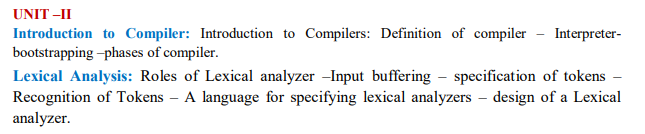 UNIT –II
Introduction to Compiler: Introduction to Compilers: Definition of compiler – Interpreter-
bootstrapping –phases of compiler.
Lexical Analysis: Roles of Lexical analyzer –Input buffering – specification of tokens –
Recognition of Tokens – A language for specifying lexical analyzers – design of a Lexical
analyzer.